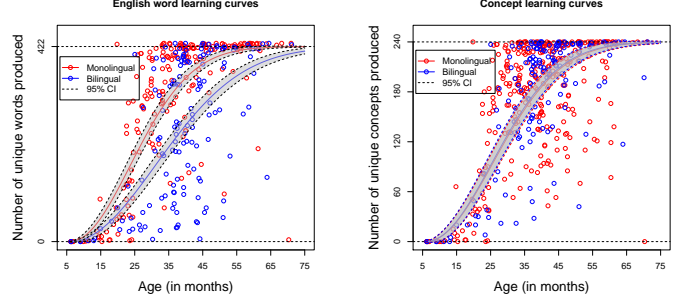 English word learning curves
Number of unique words produced
422
0
Monolingual
Bilingual
95% CI
5 15 25 35 45 55 65 75
Age (in months)
Concept learning curves
Number of unique concepts produced
240
180
120
60
0
Monolingual
Bilingual
95% CI
5 15 25 35 45 55 65 75
Age (in months)